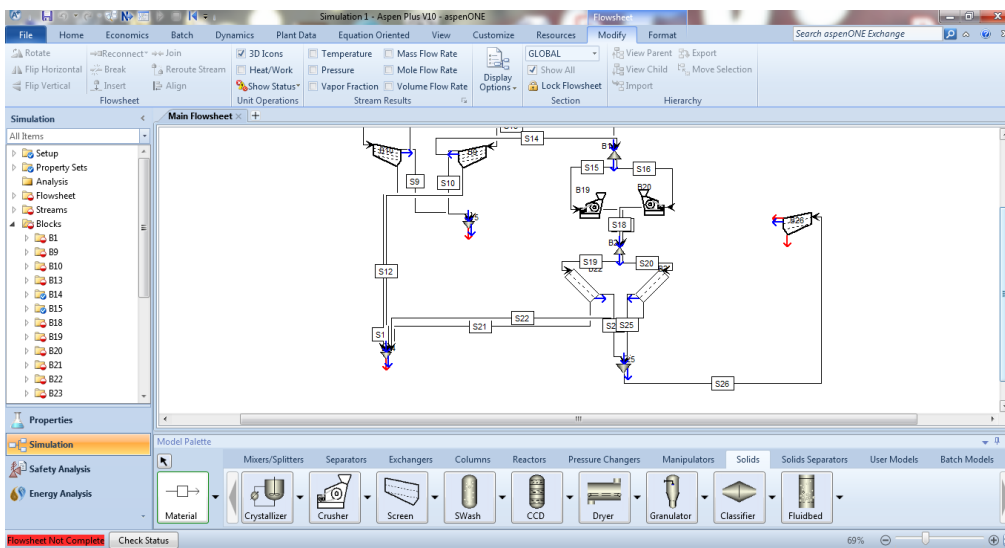 Simulation 1 - Aspen Plus V10 - aspenONE
Flowsheet
File Home Economics Batch Dynamics Plant Data Equation Oriented View Customize Resources Modify Format Search aspenONE Exchange
Rotate Reconnect Join 3D Icons Temperature Mass Flow Rate GLOBAL View Parent Export
Flip Horizontal Break Reroute Stream Heat/Work Pressure Mole Flow Rate Show All View Child Move Selection
Flip Vertical Insert Align Show Status Vapor Fraction Volume Flow Rate Display Options Lock Flowsheet Import
Flowsheet Unit Operations Stream Results Section Hierarchy
Simulation
Main Flowsheet
All Items
Setup
Property Sets
Analysis
Flowsheet
Streams
Blocks
B1
B9
B10
B13
B14
B15
B18
B19
B20
B21
B22
B23
S14
S15
S16
S9
S10
B19
B20
S18
B26
S12
S19
S20
S22
S21
S25
S1
S26
Properties
Simulation
Safety Analysis
Energy Analysis
Model Palette
Mixers/Splitters Separators Exchangers Columns Reactors Pressure Changers Manipulators Solids Solids Separators User Models Batch Models
Material Crystallizer Crusher Screen SWash CCD Dryer Granulator Classifier Fluidbed
Flowsheet Not Complete Check Status 69%